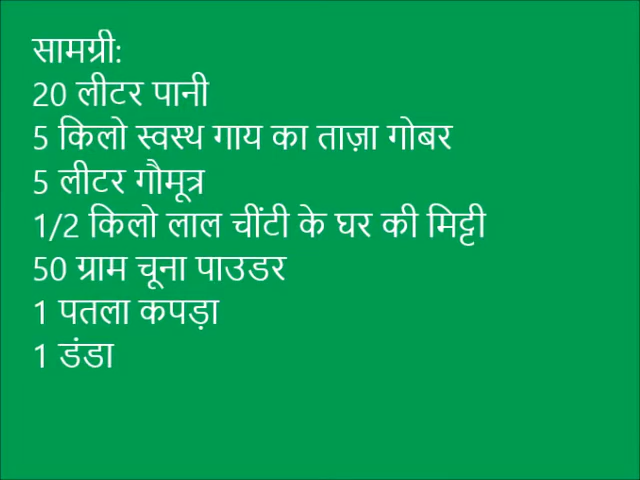 सामग्री:
20 लीटर पानी
5 किलो स्वस्थ गाय का ताज़ा गोबर
5 लीटर गौमूत्र
1/2 किलो लाल चींटी के घर की मिट्टी
50 ग्राम चूना पाउडर
1 पतला कपड़ा
1 डंडा